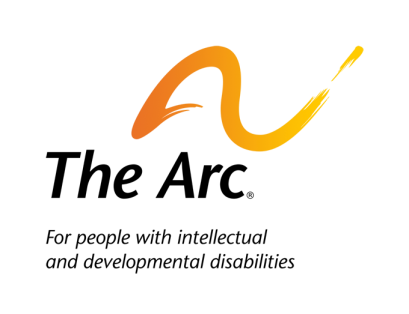 The Arc®
For people with intellectual
and developmental disabilities